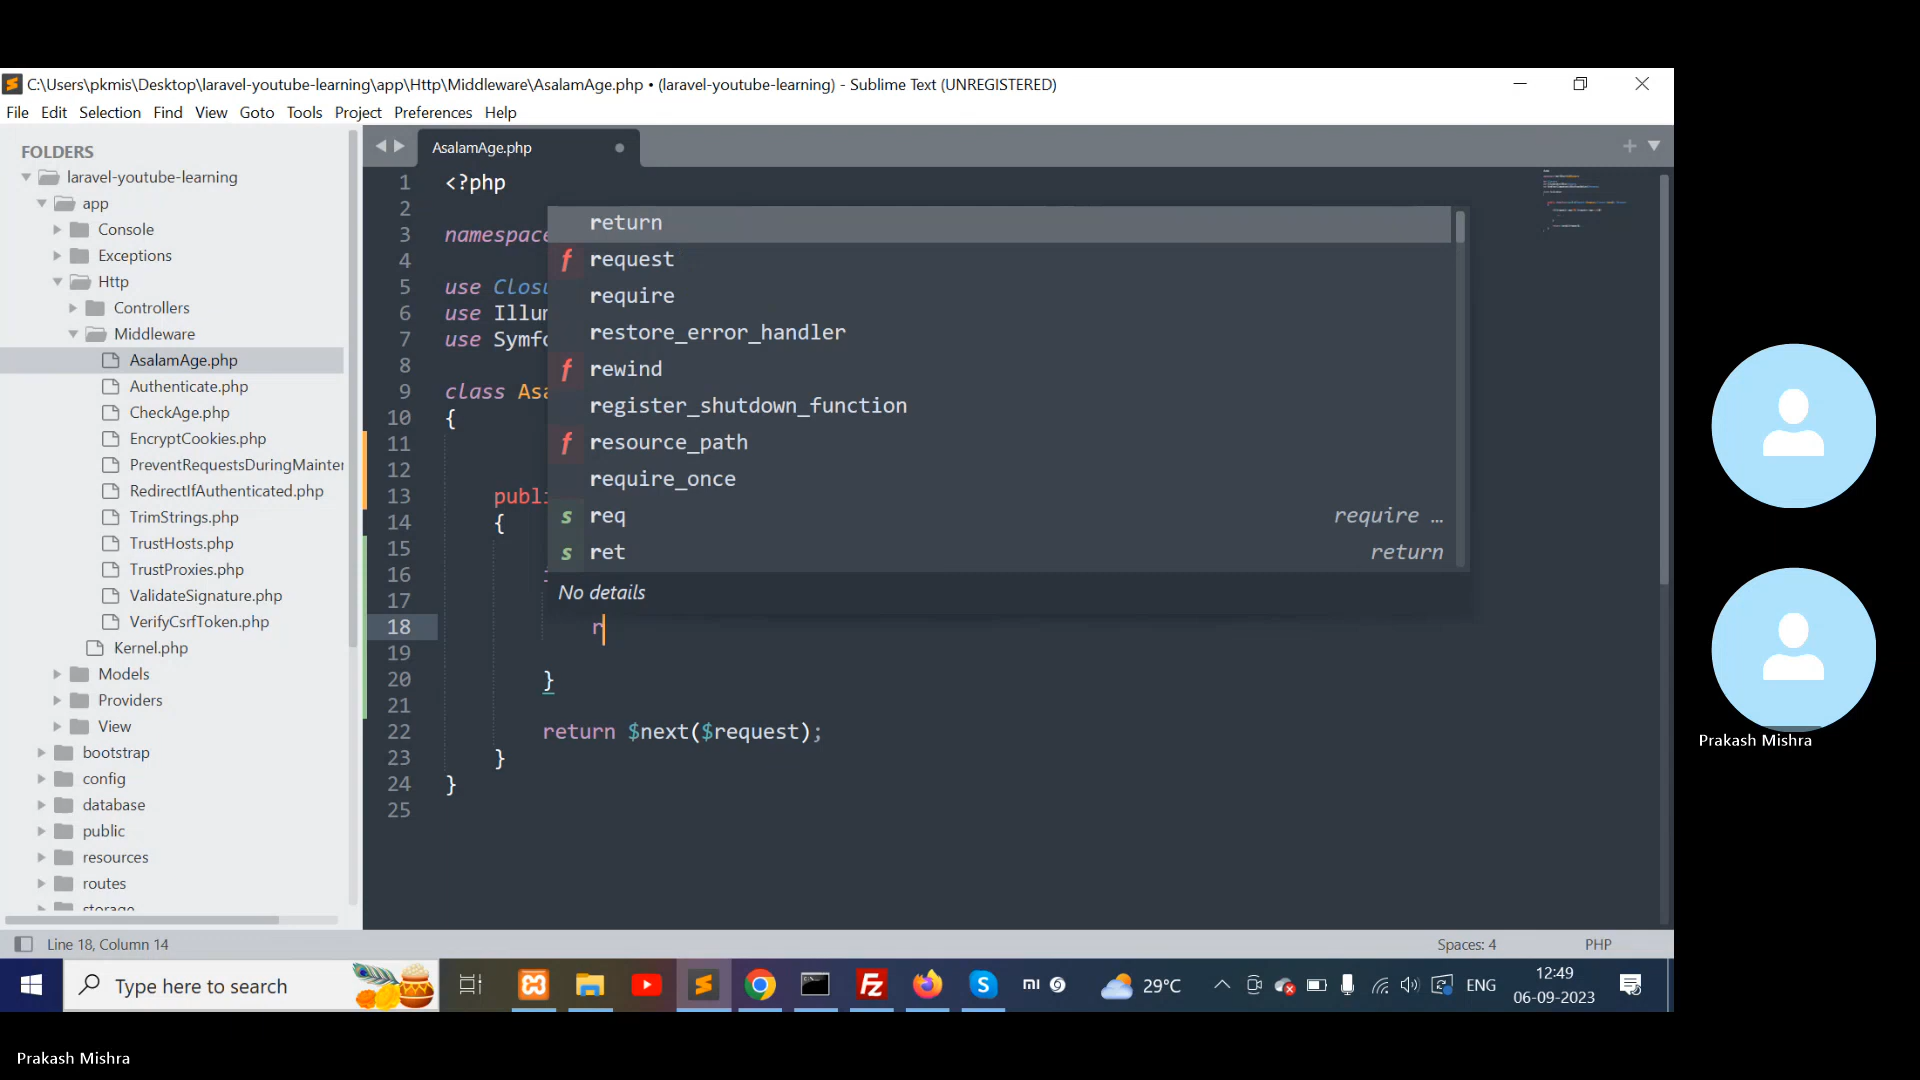 C:\Users\pkmis\Desktop\laravel-youtube-learning\app\Http\Middleware\AsalamAge.php • (laravel-youtube-learning) - Sublime Text (UNREGISTERED)
File Edit Selection Find View Goto Tools Project Preferences Help
FOLDERS
laravel-youtube-learning
app
Console
Exceptions
Http
Controllers
Middleware
AsalamAge.php
Authenticate.php
CheckAge.php
EncryptCookies.php
PreventRequestsDuringMainten
RedirectIfAuthenticated.php
TrimStrings.php
TrustHosts.php
TrustProxies.php
ValidateSignature.php
VerifyCsrfToken.php
Kernel.php
Models
Providers
View
bootstrap
config
database
public
resources
routes
storage
AsalamAge.php
1 <?php
2
3 namespace
4
5 use Closu
6 use Illum
7 use Symfo
8
9 class Asa
10 {
11
12
13 publi
14 {
15
16
17
18 r
19
20 }
21
22 return $next($request);
23 }
24 }
25
return
f request
require
restore_error_handler
f rewind
register_shutdown_function
f resource_path
require_once
s req require …
s ret return
No details
Line 18, Column 14
Spaces: 4
PHP
Type here to search
29°C
ENG
12:49
06-09-2023
Prakash Mishra
Prakash Mishra